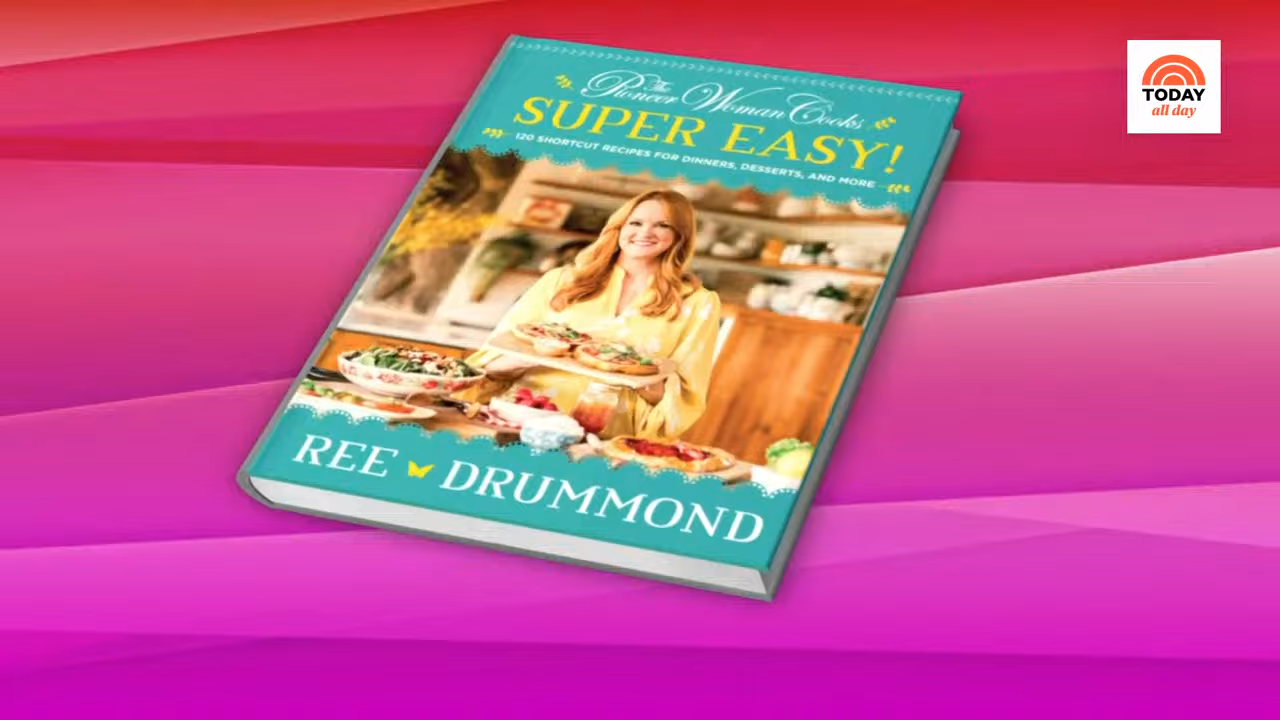 The
Pioneer Woman Cooks
SUPER EASY!
120 SHORTCUT RECIPES FOR DINNERS, DESSERTS, AND MORE
REE DRUMMOND
TODAY
all day